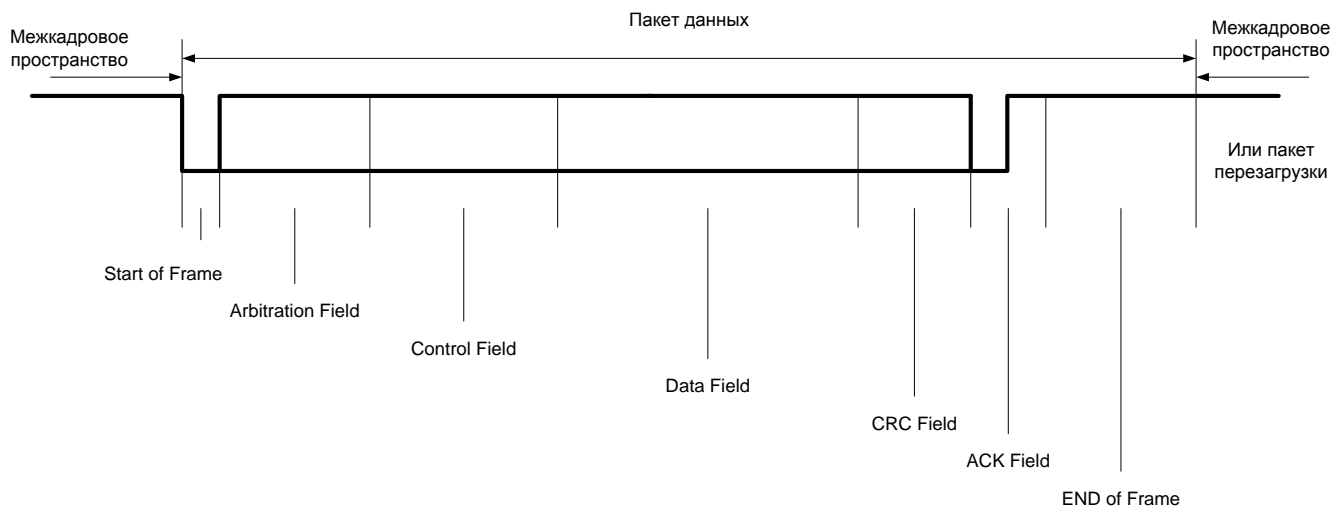 Пакет данных
Межкадровое
пространство
Межкадровое
пространство
Или пакет
перезагрузки
Start of Frame
Arbitration Field
Control Field
Data Field
CRC Field
ACK Field
END of Frame